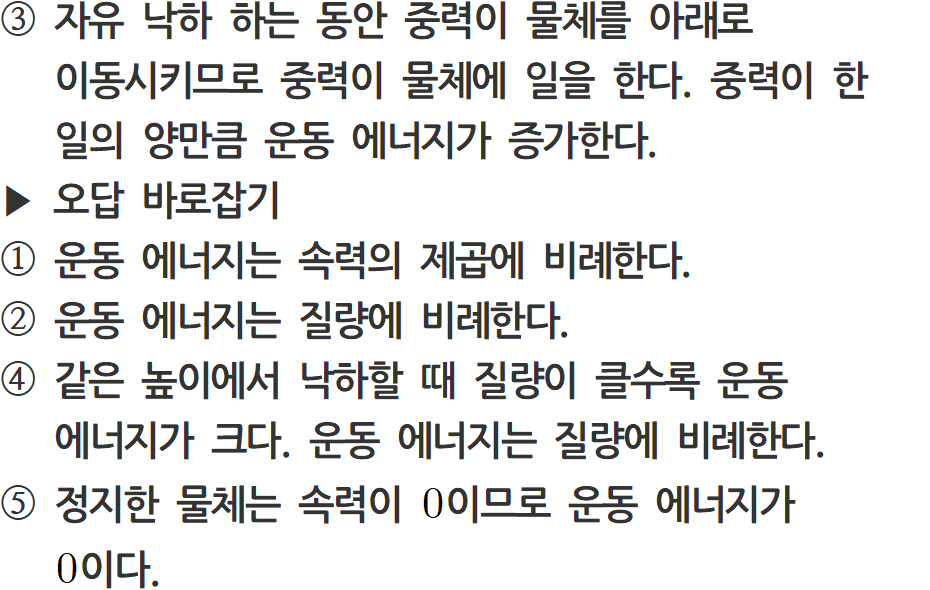 ③ 자유 낙하 하는 동안 중력이 물체를 아래로
이동시키므로 중력이 물체에 일을 한다. 중력이 한
일의 양만큼 운동 에너지가 증가한다.
▶ 오답 바로잡기
① 운동 에너지는 속력의 제곱에 비례한다.
② 운동 에너지는 질량에 비례한다.
④ 같은 높이에서 낙하할 때 질량이 클수록 운동
에너지가 크다. 운동 에너지는 질량에 비례한다.
⑤ 정지한 물체는 속력이 0이므로 운동 에너지가
0이다.